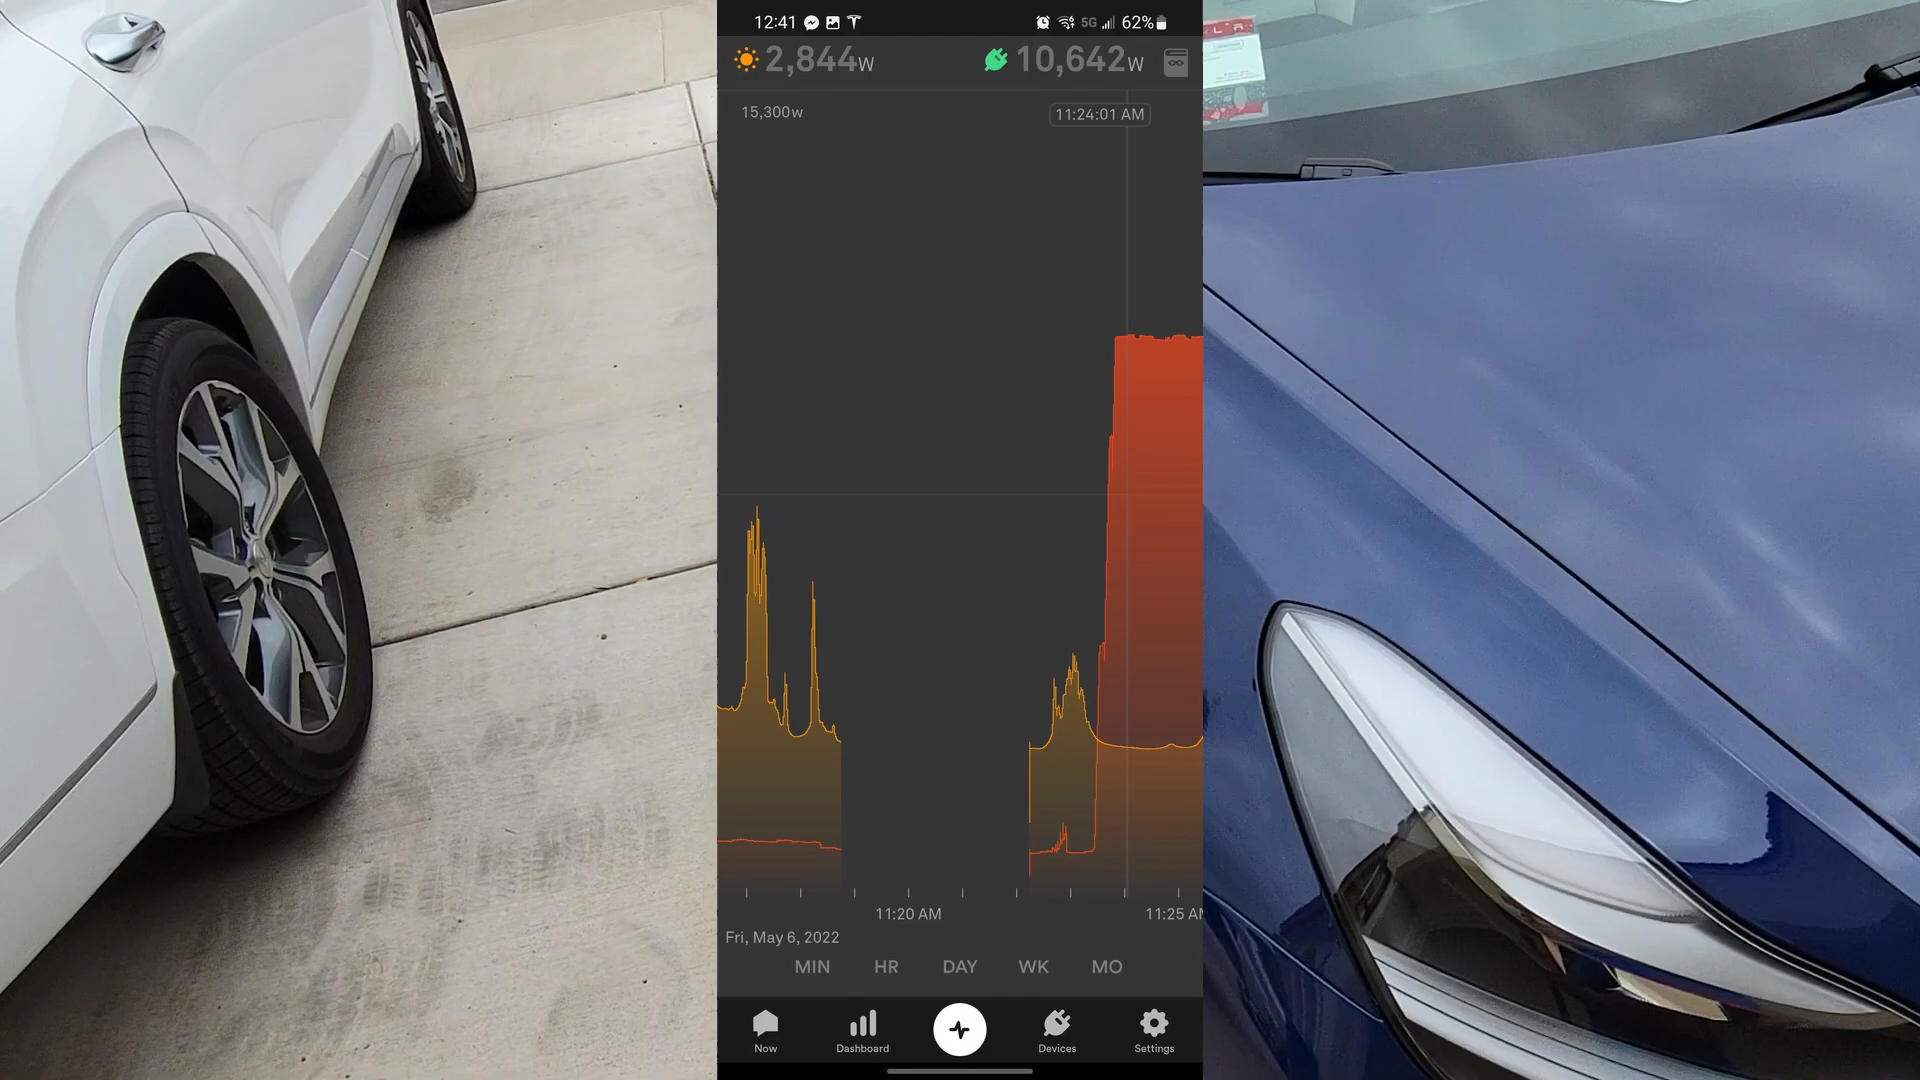 12:41 5G 62%
2,844W 10,642W
15,300w 11:24:01 AM
11:20 AM 11:25 AM
Fri, May 6, 2022
MIN HR DAY WK MO
Now Dashboard Devices Settings